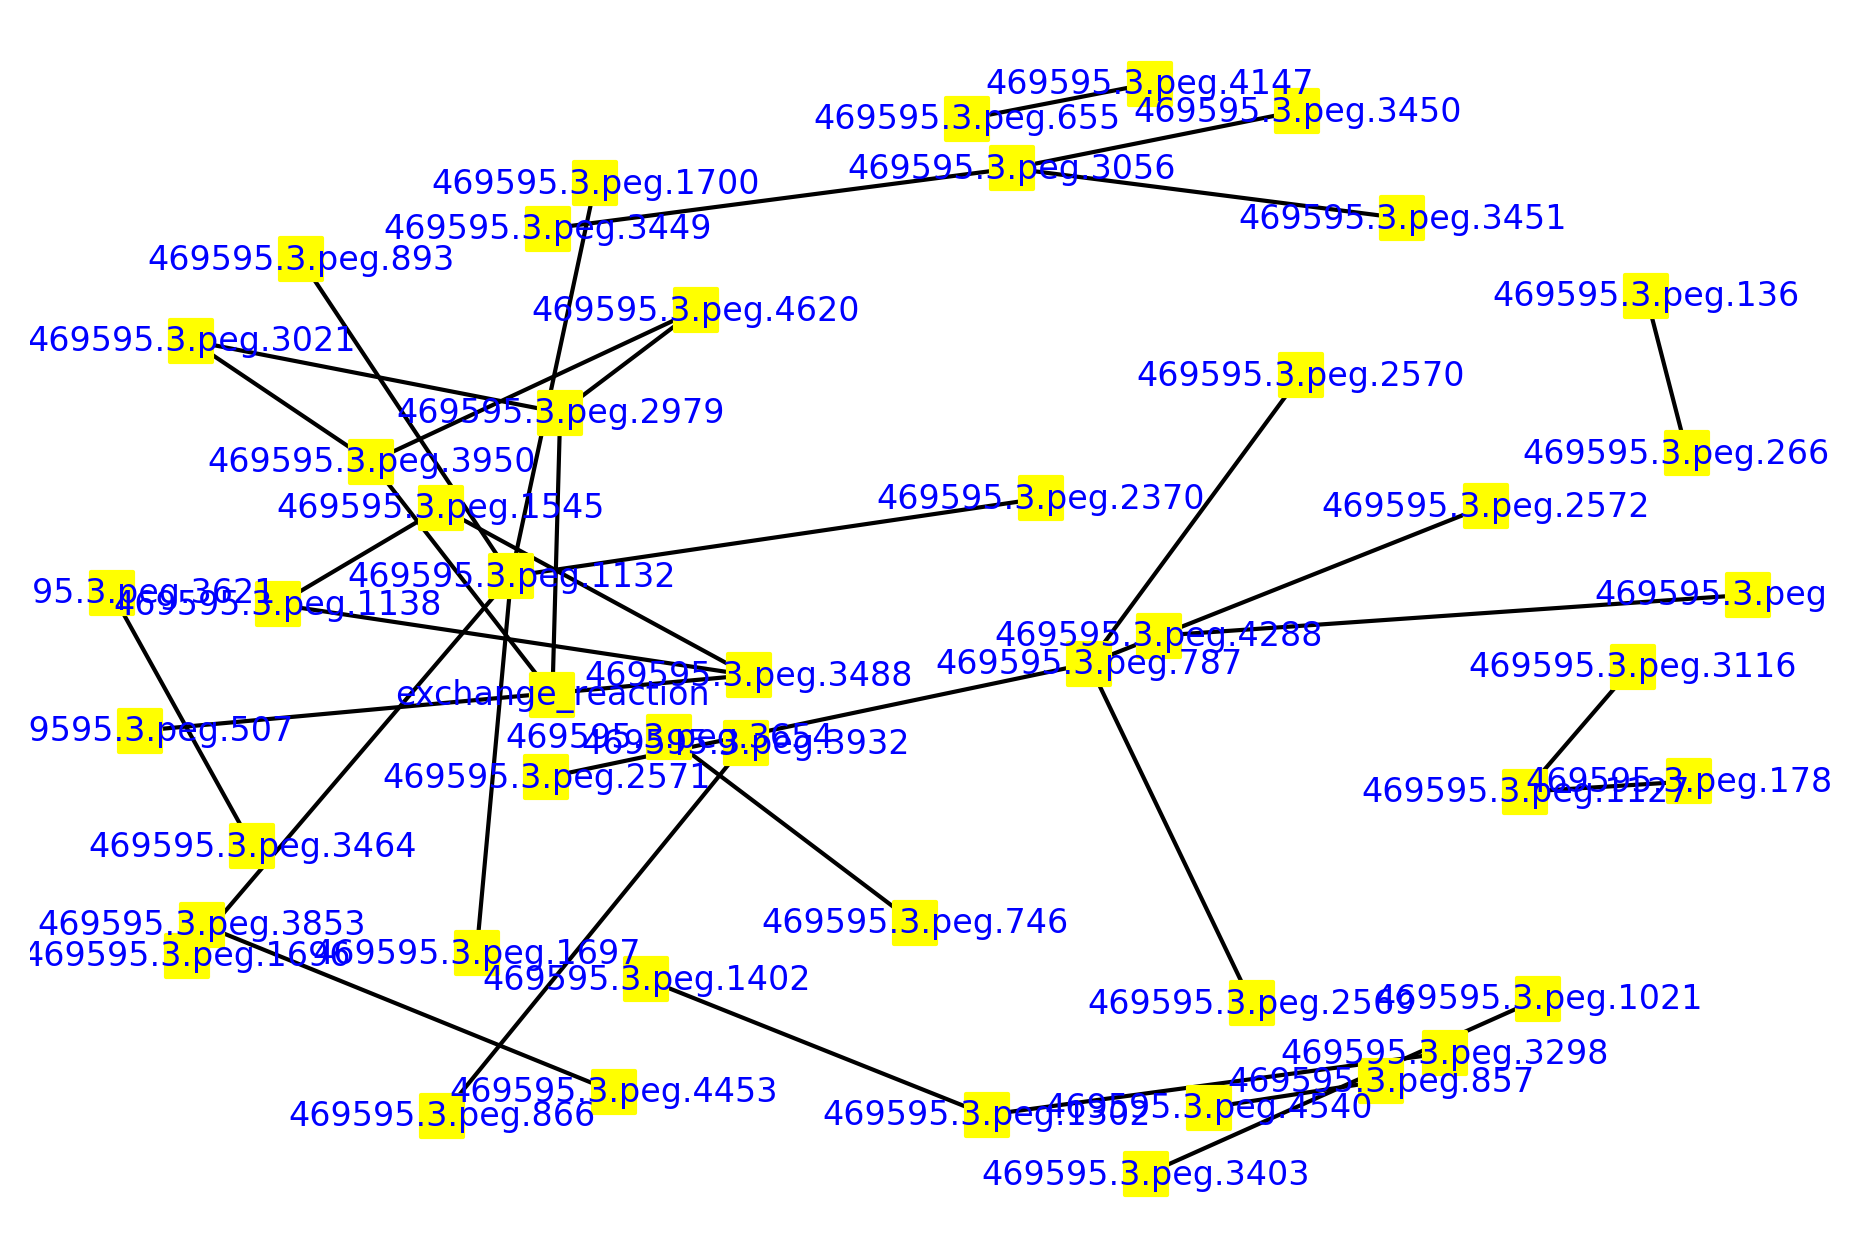 469595.3.peg.4147
469595.3.peg.655
469595.3.peg.3450
469595.3.peg.3056
469595.3.peg.1700
469595.3.peg.3451
469595.3.peg.3449
469595.3.peg.893
469595.3.peg.136
469595.3.peg.4620
469595.3.peg.3021
469595.3.peg.2570
469595.3.peg.2979
469595.3.peg.266
469595.3.peg.3950
469595.3.peg.2370
469595.3.peg.2572
469595.3.peg.1545
469595.3.peg.1132
95.3.peg.3621
469595.3.peg
469595.3.peg.1138
469595.3.peg.4288
469595.3.peg.787
469595.3.peg.3116
469595.3.peg.3488
exchange_reaction
9595.3.peg.507
469595.3.peg.3654
469595.3.peg.3932
469595.3.peg.2571
469595.3.peg.178
469595.3.peg.1127
469595.3.peg.3464
469595.3.peg.3853
469595.3.peg.746
469595.3.peg.1697
469595.3.peg.1696
469595.3.peg.1402
469595.3.peg.1021
469595.3.peg.2569
469595.3.peg.3298
469595.3.peg.857
469595.3.peg.4453
469595.3.peg.4540
469595.3.peg.1302
469595.3.peg.866
469595.3.peg.3403